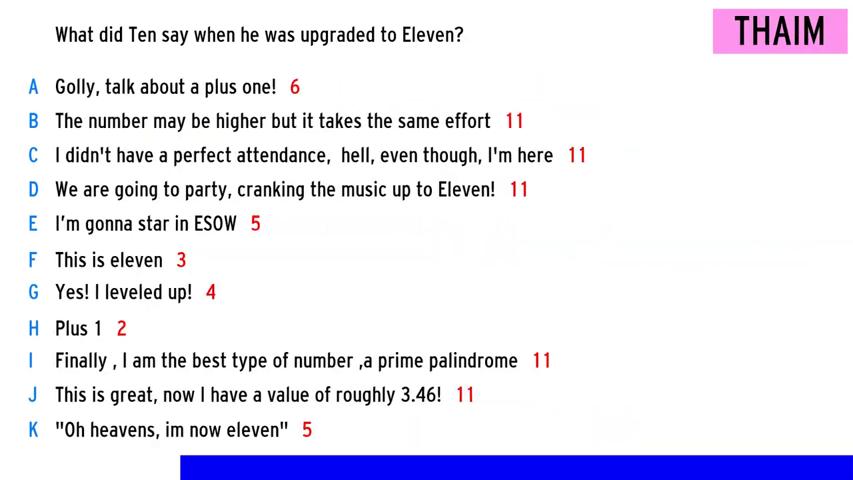 What did Ten say when he was upgraded to Eleven?
THAIM
A Golly, talk about a plus one! 6
B The number may be higher but it takes the same effort 11
C I didn't have a perfect attendance, hell, even though, I'm here 11
D We are going to party, cranking the music up to Eleven! 11
E I'm gonna star in ESOW 5
F This is eleven 3
G Yes! I leveled up! 4
H Plus 1 2
I Finally , I am the best type of number ,a prime palindrome 11
J This is great, now I have a value of roughly 3.46! 11
K "Oh heavens, im now eleven" 5